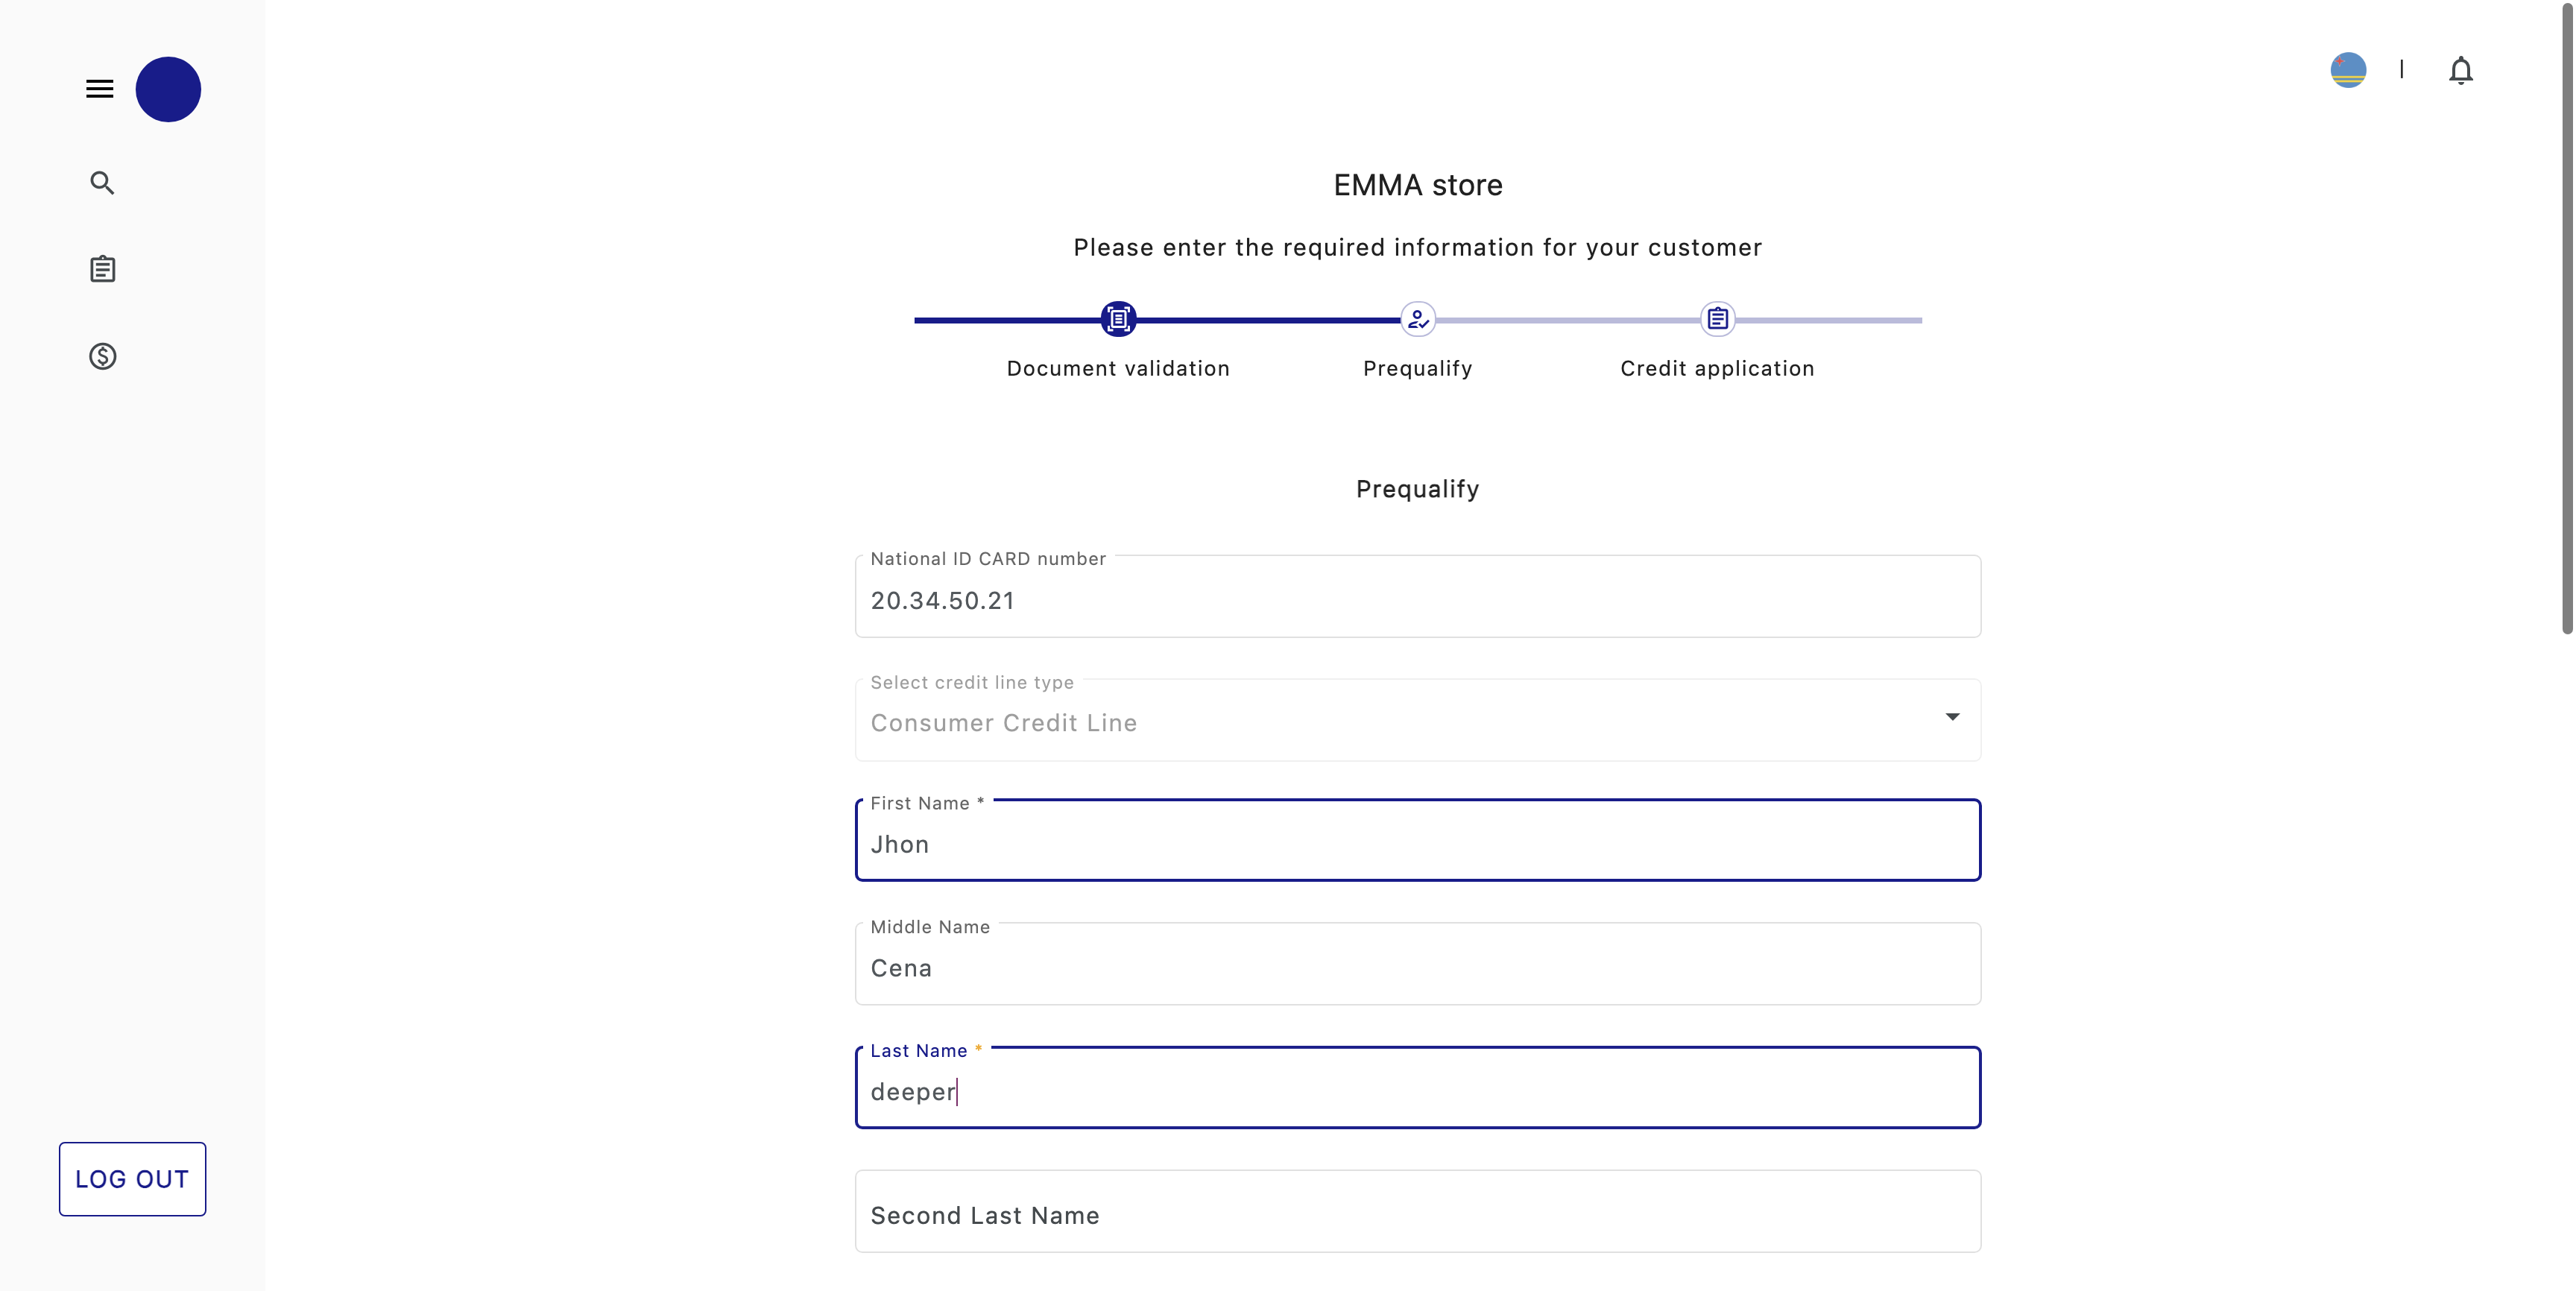 EMMA store
Please enter the required information for your customer
Document validation
Prequalify
Credit application
Prequalify
National ID CARD number
20.34.50.21
Select credit line type
Consumer Credit Line
First Name *
Jhon
Middle Name
Cena
Last Name *
deeper
Second Last Name
LOG OUT